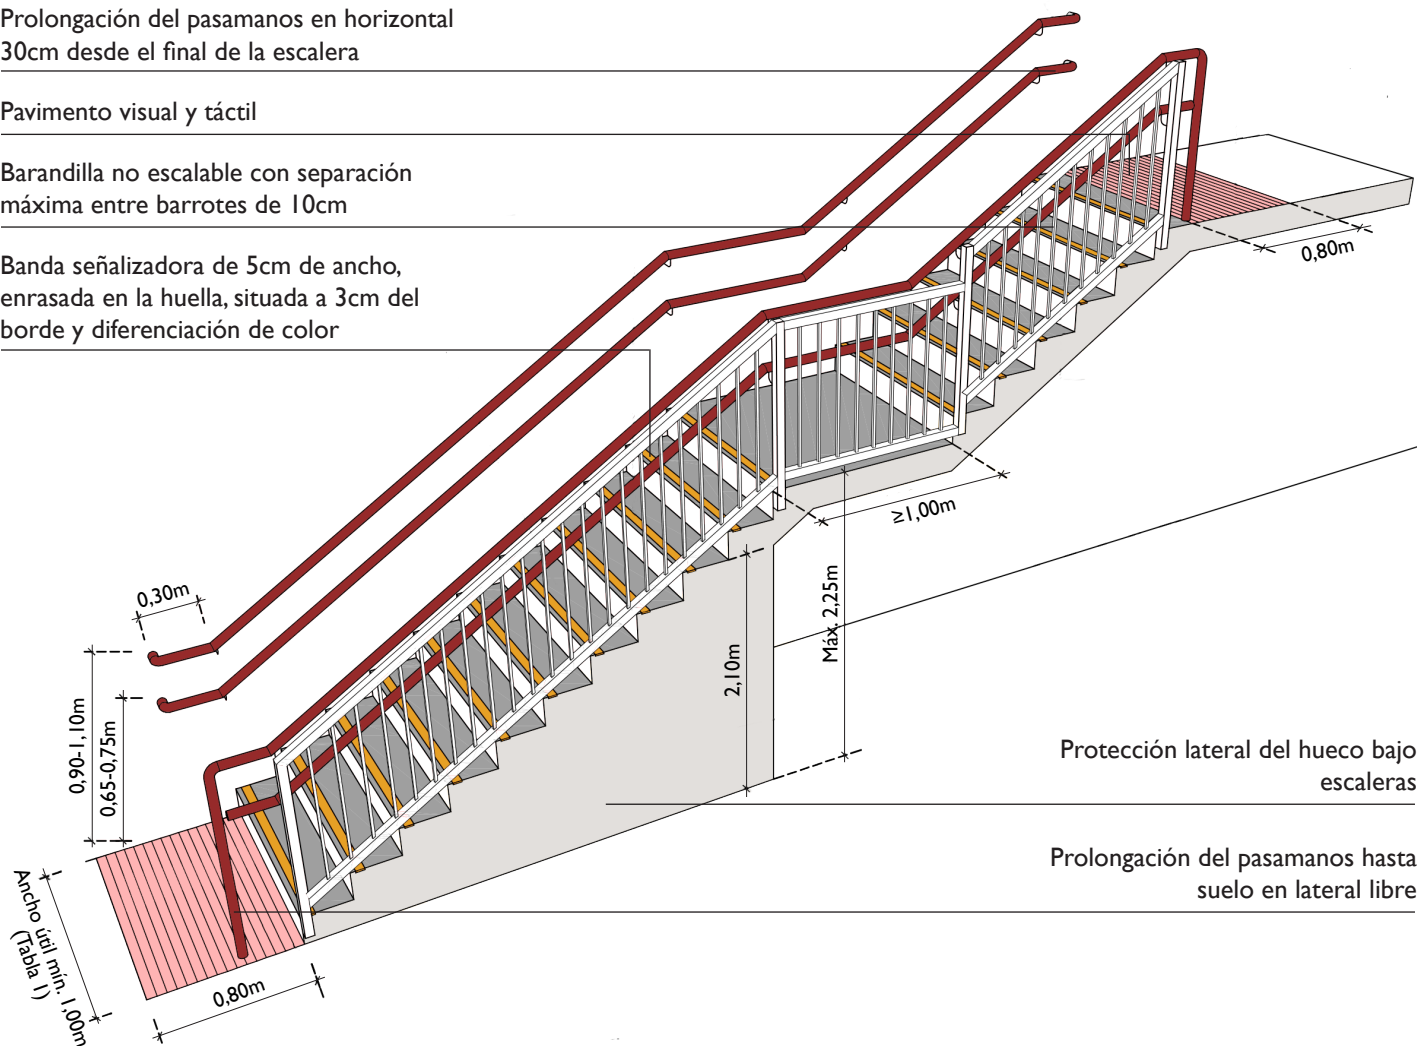 Prolongación del pasamanos en horizontal
30cm desde el final de la escalera
Pavimento visual y táctil
Barandilla no escalable con separación
máxima entre barrotes de 10cm
Banda señalizadora de 5cm de ancho,
enrasada en la huella, situada a 3cm del
borde y diferenciación de color
0,80m
≥1,00m
Máx. 2,25m
2,10m
0,30m
0,90-1,10m
0,65-0,75m
Protección lateral del hueco bajo
escaleras
Prolongación del pasamanos hasta
suelo en lateral libre
Ancho útil mín. 1,00m
(Tabla 1)
0,80m